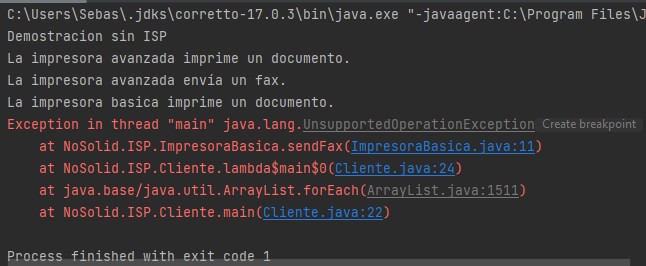 C:\Users\Sebas\.jdks\corretto-17.0.3\bin\java.exe "-javaagent:C:\Program Files\J
Demostracion sin ISP
La impresora avanzada imprime un documento.
La impresora avanzada envía un fax.
La impresora basica imprime un documento.
Exception in thread "main" java.lang.UnsupportedOperationException Create breakpoint
at NoSolid.ISP.ImpresoraBasica.sendFax(ImpresoraBasica.java:11)
at NoSolid.ISP.Cliente.lambda$main$0(Cliente.java:24)
at java.base/java.util.ArrayList.forEach(ArrayList.java:1511)
at NoSolid.ISP.Cliente.main(Cliente.java:22)
Process finished with exit code 1